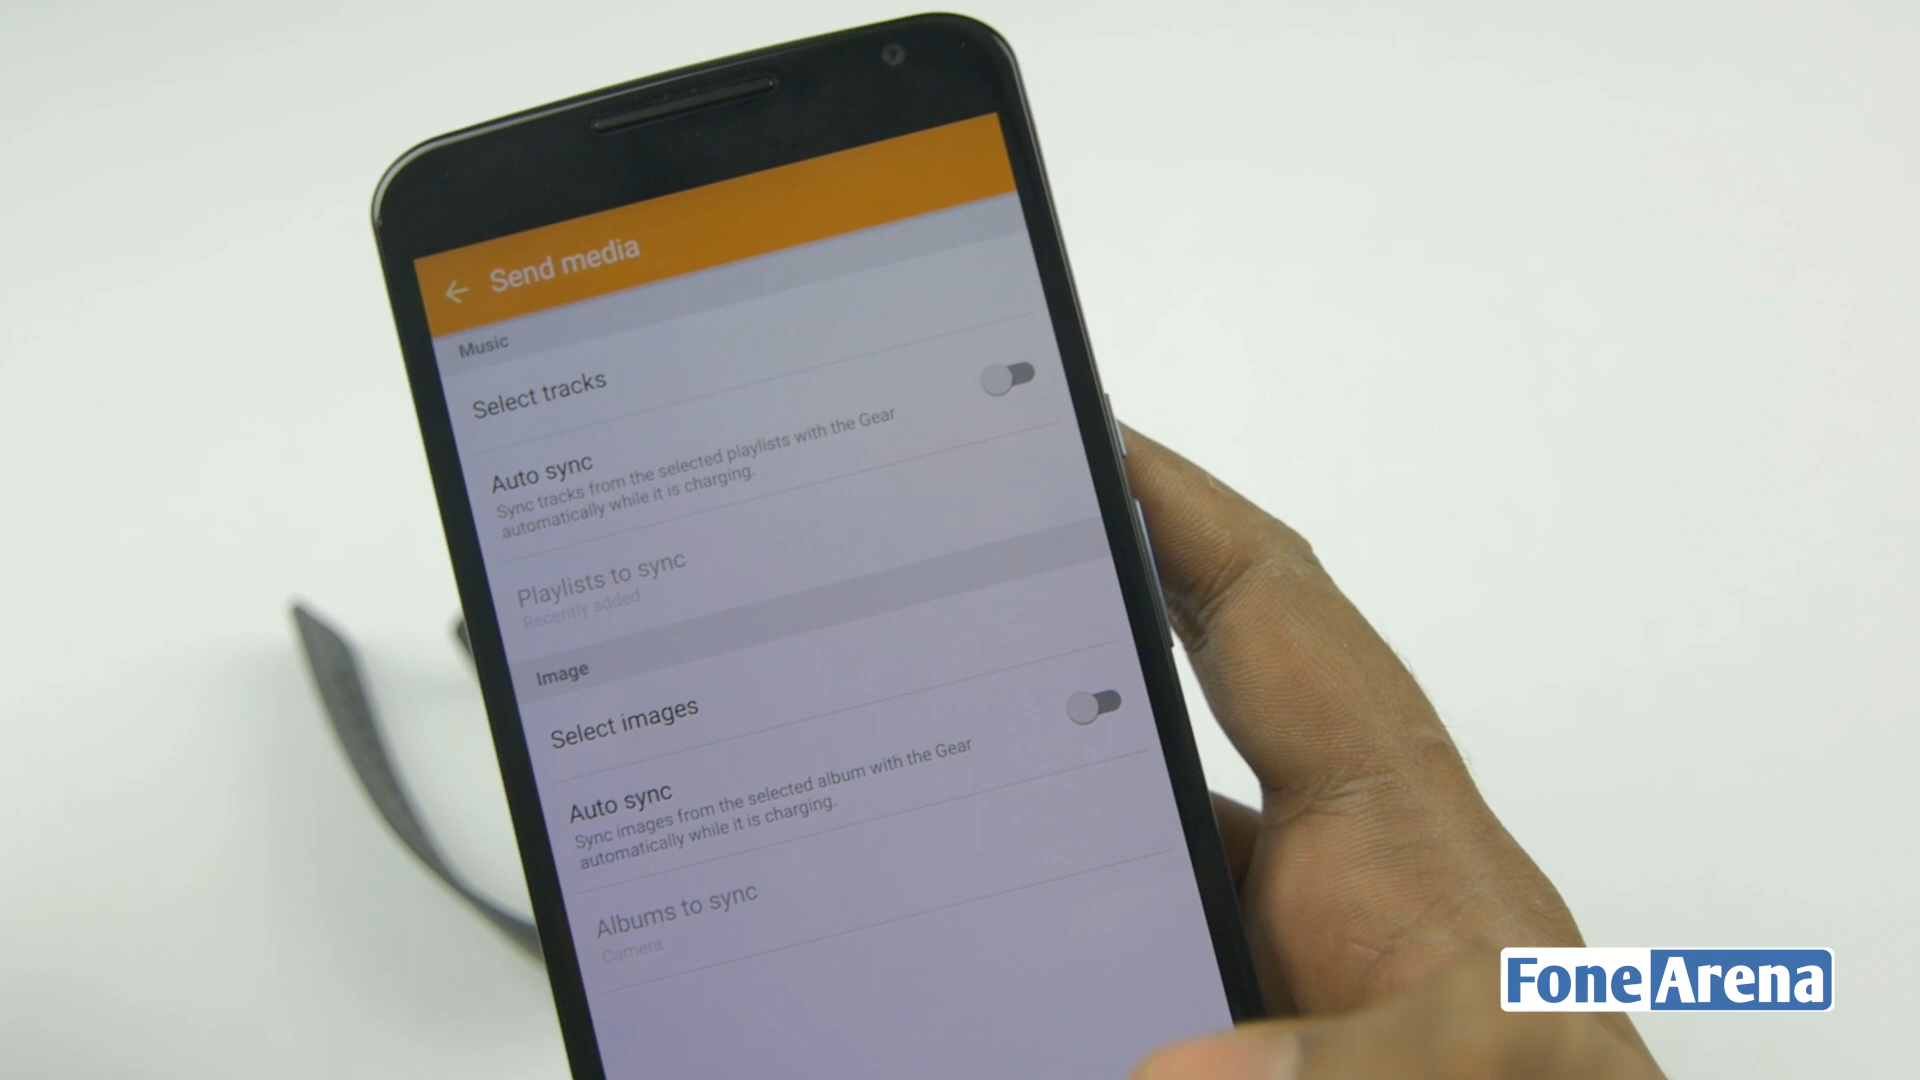 Send media
Music
Select tracks
Auto sync
Sync tracks from the selected playlists with the Gear
automatically while it is charging.
Playlists to sync
Recently added
Image
Select images
Auto sync
Sync images from the selected album with the Gear
automatically while it is charging.
Albums to sync
Camera
FoneArena